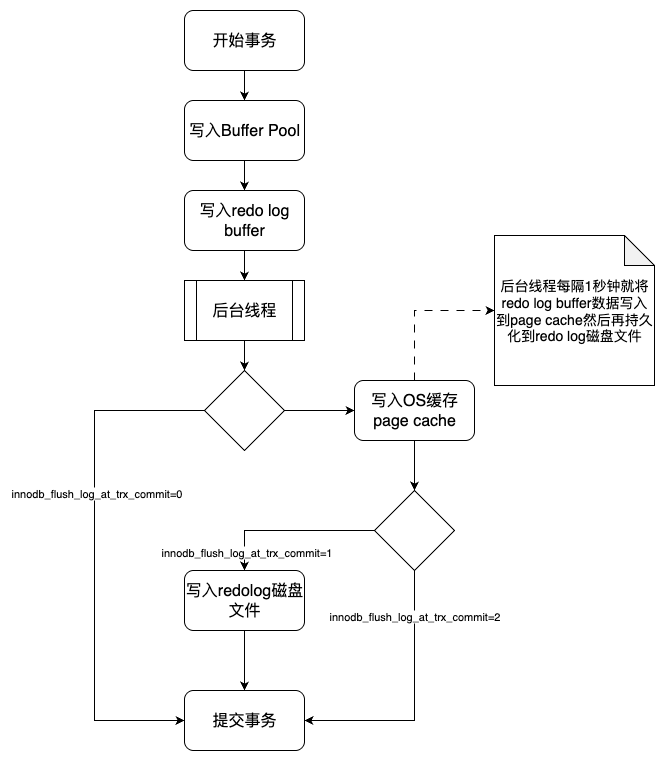 开始事务
写入Buffer Pool
写入redo log
buffer
后台线程
后台线程每隔1秒钟就将
redo log buffer数据写入
到page cache然后再持久
化到redo log磁盘文件
写入OS缓存
page cache
innodb_flush_log_at_trx_commit=0
innodb_flush_log_at_trx_commit=1
写入redolog磁盘
文件
innodb_flush_log_at_trx_commit=2
提交事务